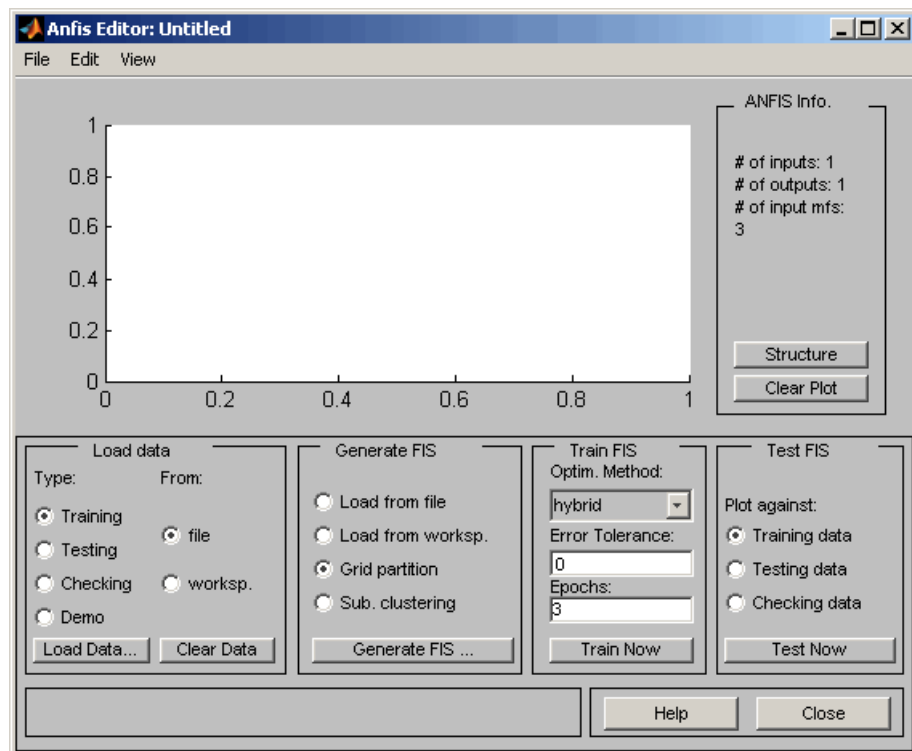 Anfis Editor: Untitled
File Edit View
ANFIS Info.
# of inputs: 1
# of outputs: 1
# of input mfs:
3
Structure
Clear Plot
1
0.8
0.6
0.4
0.2
0
0 0.2 0.4 0.6 0.8 1
Load data
Type: From:
Training
Testing
Checking
Demo
file
worksp.
Load Data... Clear Data
Generate FIS
Load from file
Load from worksp.
Grid partition
Sub. clustering
Generate FIS ...
Train FIS
Optim. Method:
hybrid
Error Tolerance:
0
Epochs:
3
Train Now
Test FIS
Plot against:
Training data
Testing data
Checking data
Test Now
Help Close